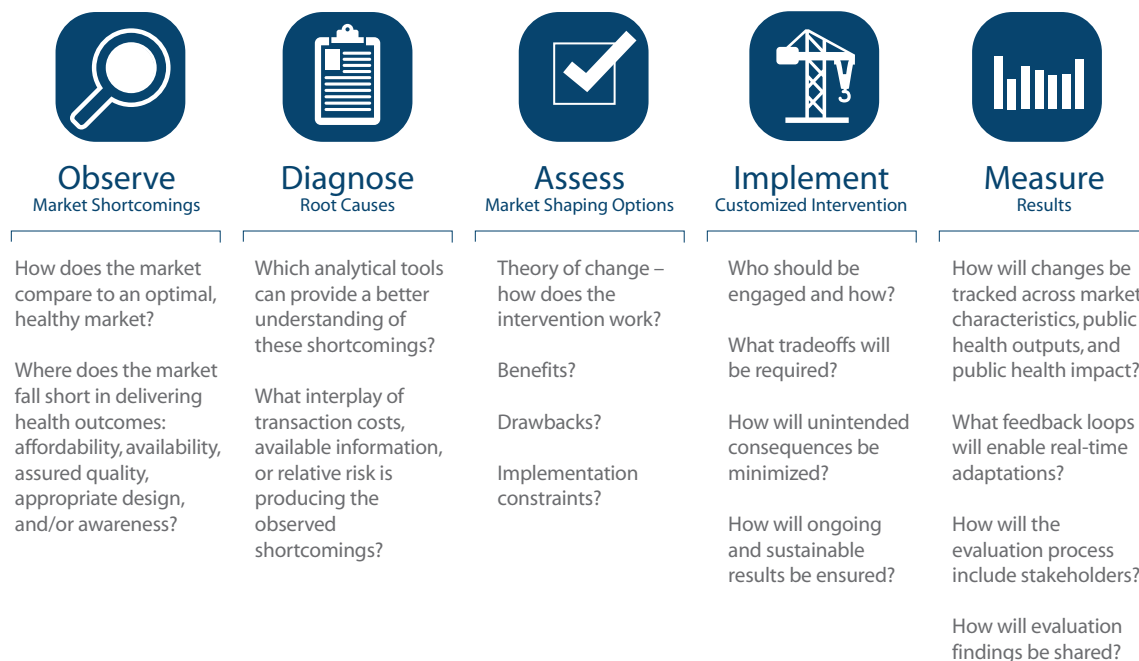 Observe
Market Shortcomings
How does the market
compare to an optimal,
healthy market?
Where does the market
fall short in delivering
health outcomes:
affordability, availability,
assured quality,
appropriate design,
and/or awareness?
Diagnose
Root Causes
Which analytical tools
can provide a better
understanding of
these shortcomings?
What interplay of
transaction costs,
available information,
or relative risk is
producing the
observed
shortcomings?
Assess
Market Shaping Options
Theory of change –
how does the
intervention work?
Benefits?
Drawbacks?
Implementation
constraints?
Implement
Customized Intervention
Who should be
engaged and how?
What tradeoffs will
be required?
How will unintended
consequences be
minimized?
How will ongoing
and sustainable
results be ensured?
Measure
Results
How will changes be
tracked across market
characteristics, public
health outputs, and
public health impact?
What feedback loops
will enable real-time
adaptations?
How will the
evaluation process
include stakeholders?
How will evaluation
findings be shared?